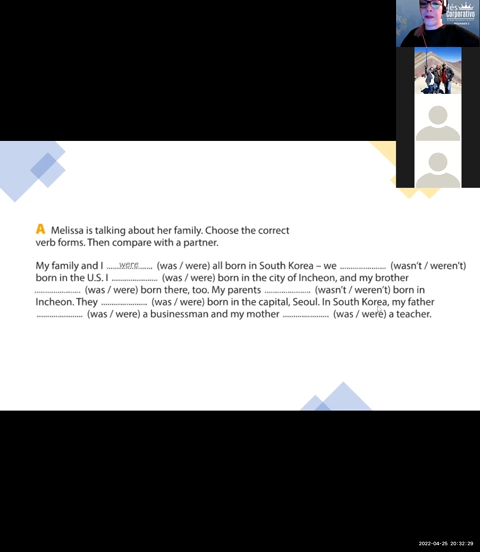 Corporativo
A Melissa is talking about her family. Choose the correct
verb forms. Then compare with a partner.
My family and I ......were...... (was / were) all born in South Korea – we ...................... (wasn't / weren't)
born in the U.S. I ...................... (was / were) born in the city of Incheon, and my brother
...................... (was / were) born there, too. My parents ...................... (wasn't / weren't) born in
Incheon. They ...................... (was / were) born in the capital, Seoul. In South Korea, my father
...................... (was / were) a businessman and my mother ...................... (was / were) a teacher.
2022-04-25 20:32:29